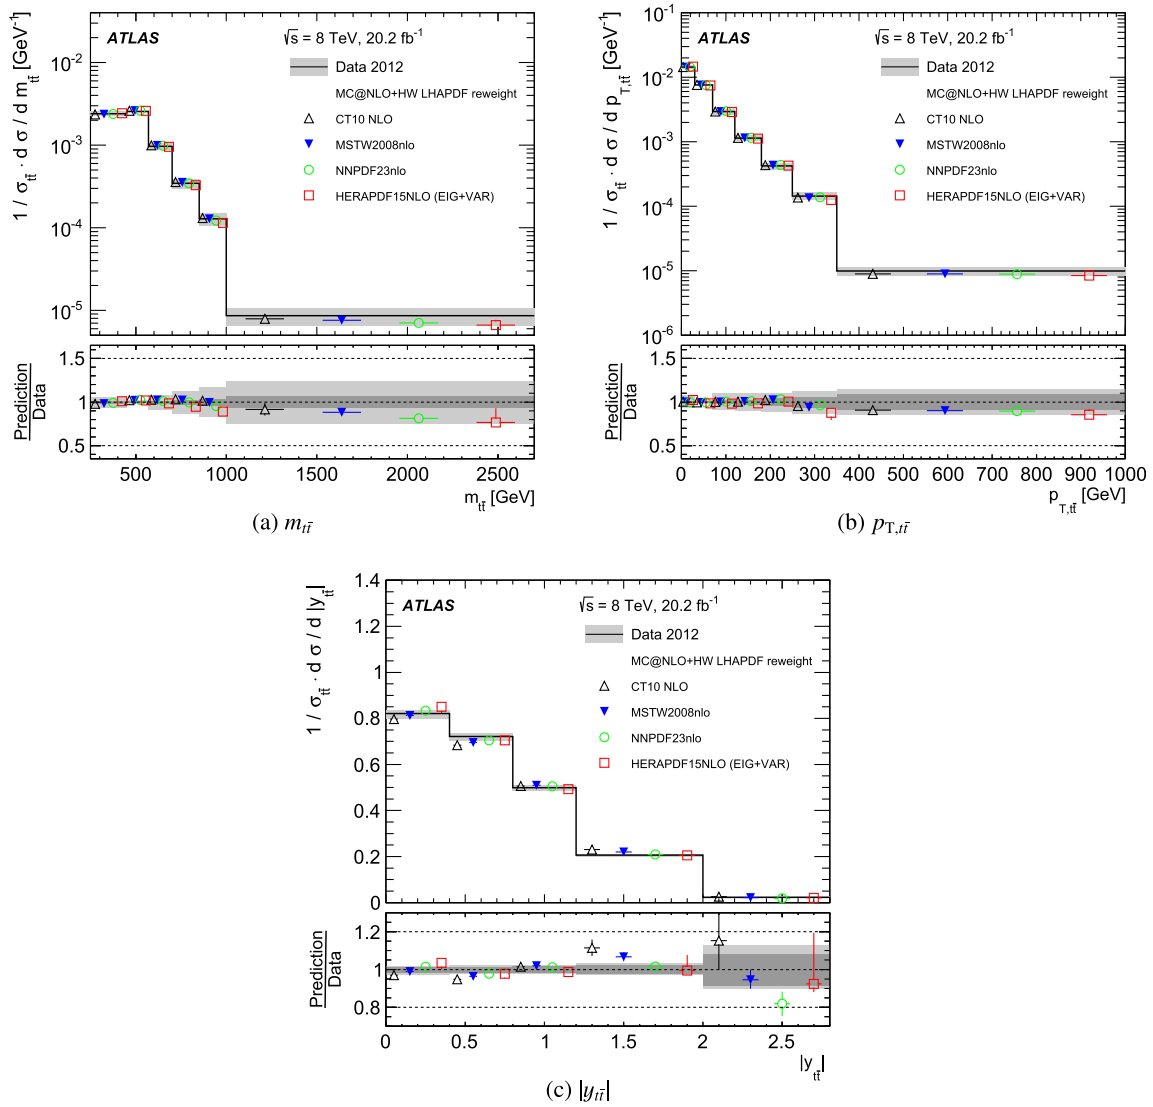 1 / σ_tt̄ · d σ / d m_tt̄ [GeV⁻¹]
10⁻²
10⁻³
10⁻⁴
10⁻⁵
ATLAS
√s = 8 TeV, 20.2 fb⁻¹
Data 2012
MC@NLO+HW LHAPDF reweight
CT10 NLO
MSTW2008nlo
NNPDF23nlo
HERAPDF15NLO (EIG+VAR)
Prediction
Data
1.5
1
0.5
500 1000 1500 2000 2500
m_tt̄ [GeV]
(a) m_tt̄
1 / σ_tt̄ · d σ / d p_T,tt̄ [GeV⁻¹]
10⁻¹
10⁻²
10⁻³
10⁻⁴
10⁻⁵
10⁻⁶
ATLAS
√s = 8 TeV, 20.2 fb⁻¹
Data 2012
MC@NLO+HW LHAPDF reweight
CT10 NLO
MSTW2008nlo
NNPDF23nlo
HERAPDF15NLO (EIG+VAR)
Prediction
Data
1.5
1
0.5
0 100 200 300 400 500 600 700 800 900 1000
p_T,tt̄ [GeV]
(b) p_T,tt̄
1 / σ_tt̄ · d σ / d |y_tt̄|
1.4
1.2
1
0.8
0.6
0.4
0.2
0
ATLAS
√s = 8 TeV, 20.2 fb⁻¹
Data 2012
MC@NLO+HW LHAPDF reweight
CT10 NLO
MSTW2008nlo
NNPDF23nlo
HERAPDF15NLO (EIG+VAR)
Prediction
Data
1.2
1
0.8
0 0.5 1 1.5 2 2.5
|y_tt̄|
(c) |y_tt̄|